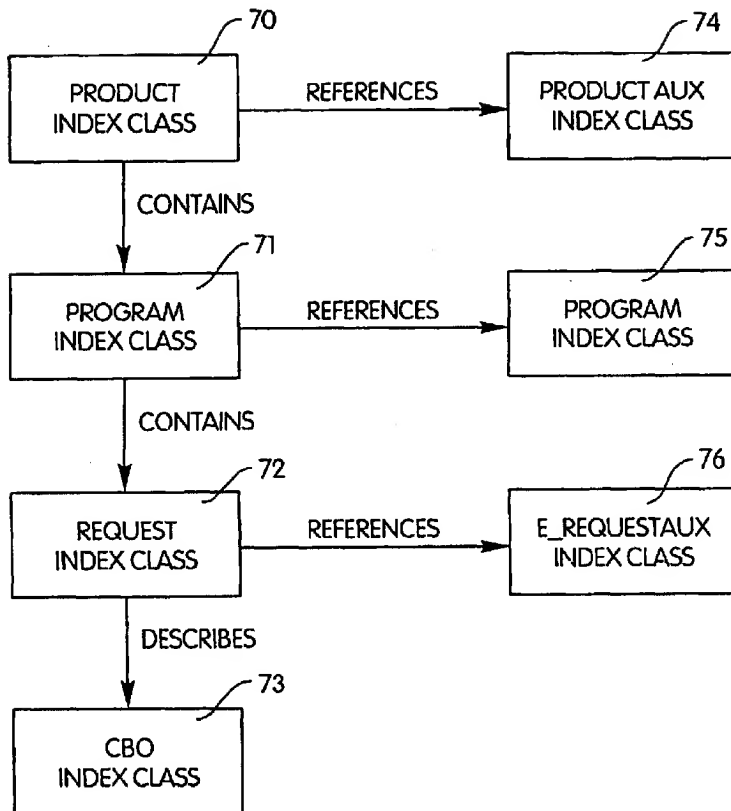 70
74
PRODUCT
INDEX CLASS
REFERENCES
PRODUCT AUX
INDEX CLASS
CONTAINS
71
75
PROGRAM
INDEX CLASS
REFERENCES
PROGRAM
INDEX CLASS
CONTAINS
72
76
REQUEST
INDEX CLASS
REFERENCES
E_REQUESTAUX
INDEX CLASS
DESCRIBES
73
CBO
INDEX CLASS